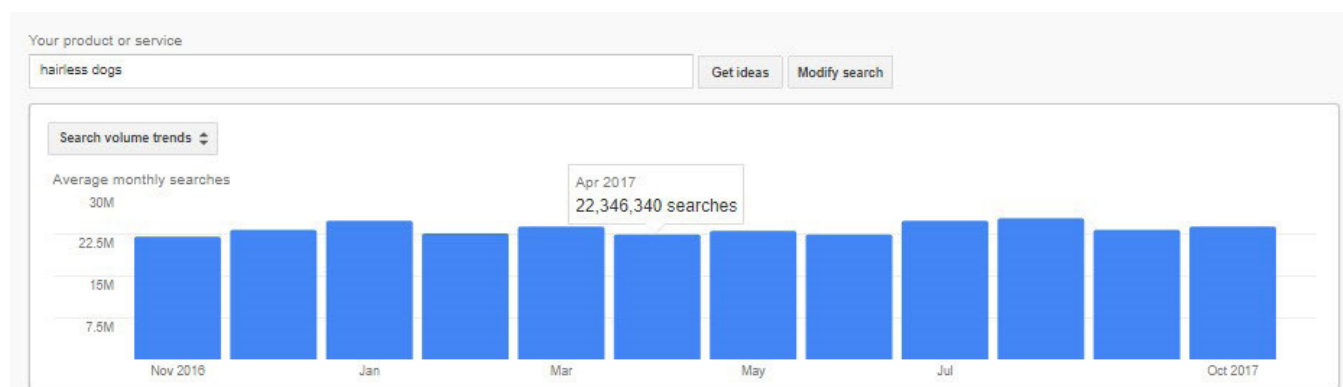 Your product or service
hairless dogs
Get ideas
Modify search
Search volume trends
Average monthly searches
Apr 2017
22,346,340 searches
30M
22.5M
15M
7.5M
Nov 2016 Jan Mar May Jul Oct 2017